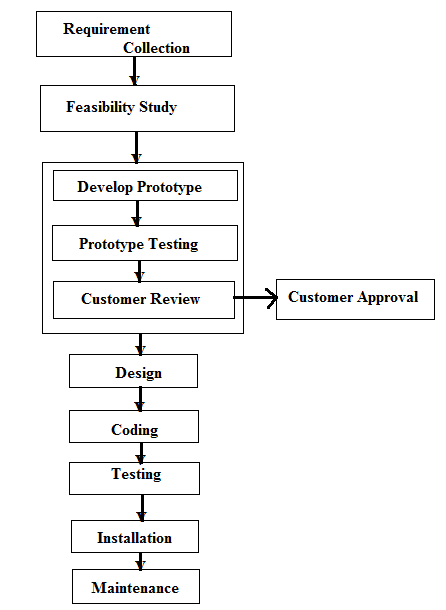 Requirement
Collection
Feasibility Study
Develop Prototype
Prototype Testing
Customer Review
Customer Approval
Design
Coding
Testing
Installation
Maintenance